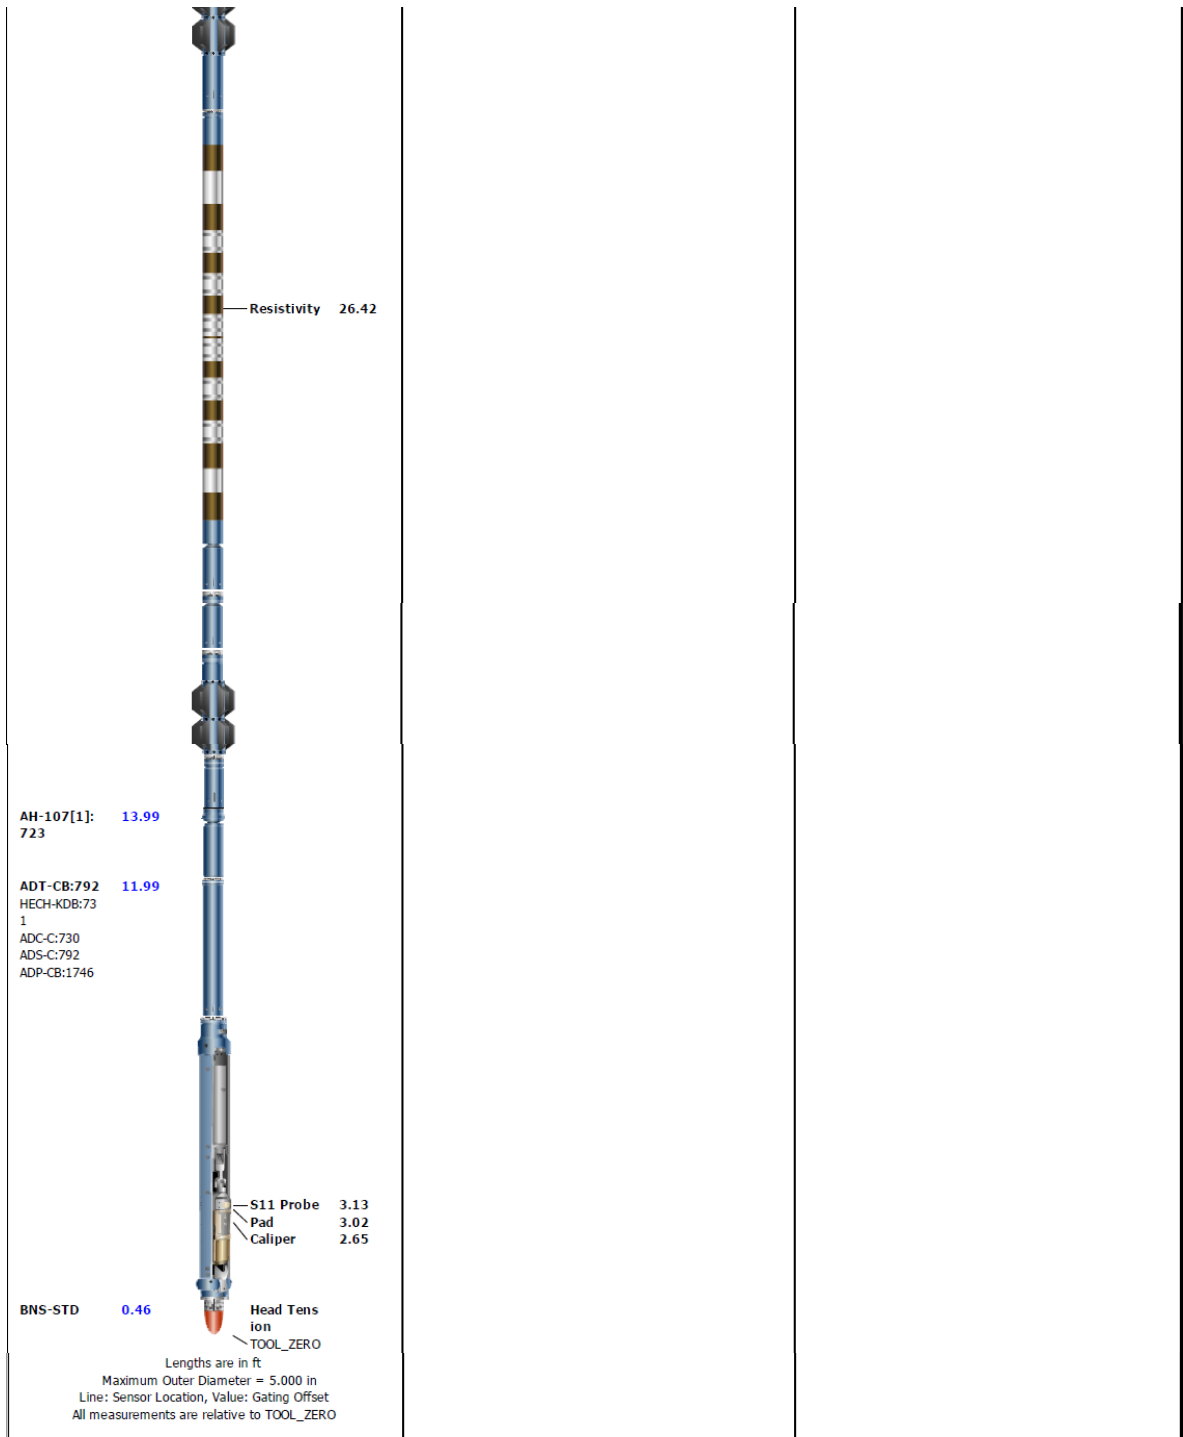 Resistivity 26.42
AH-107[1]: 13.99
723
ADT-CB:792 11.99
HECH-KDB:73
1
ADC-C:730
ADS-C:792
ADP-CB:1746
S11 Probe 3.13
Pad 3.02
Caliper 2.65
BNS-STD 0.46 Head Tens
ion
TOOL_ZERO
Lengths are in ft
Maximum Outer Diameter = 5.000 in
Line: Sensor Location, Value: Gating Offset
All measurements are relative to TOOL_ZERO